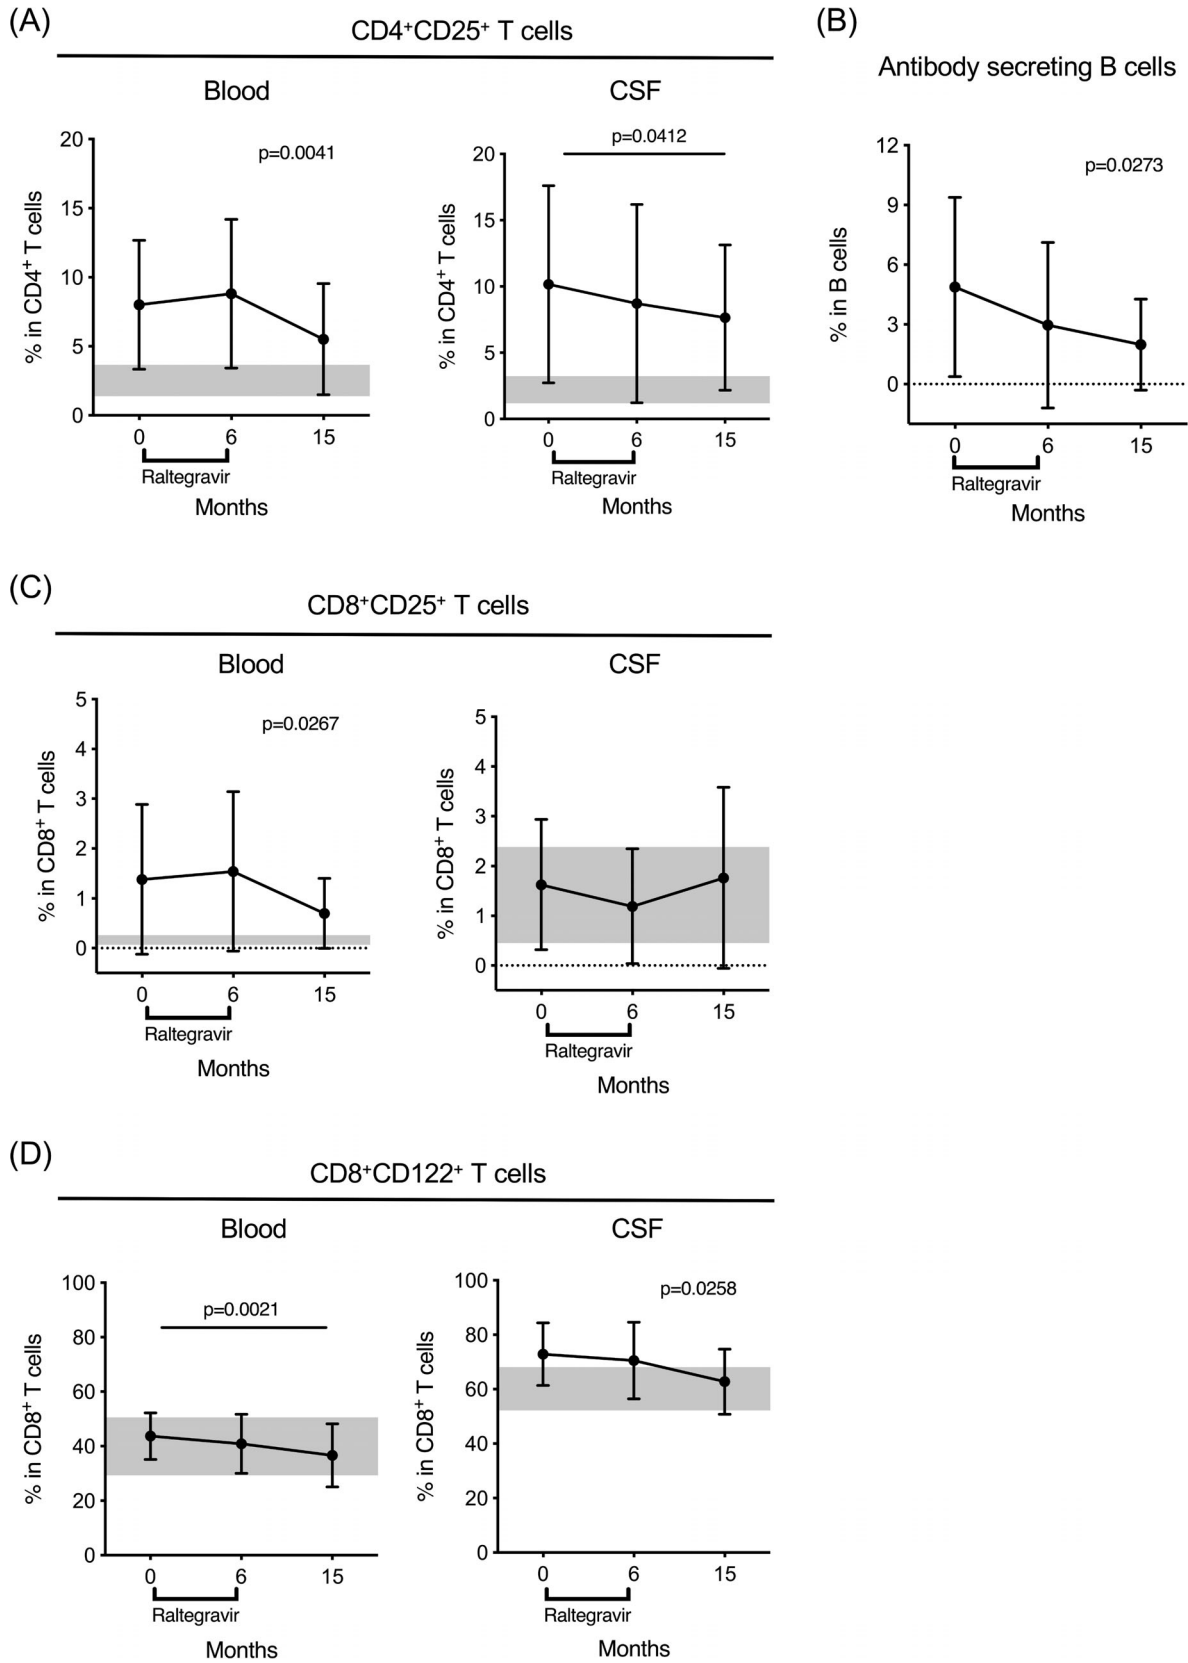 (A)
CD4⁺CD25⁺ T cells
Blood
p=0.0041
% in CD4⁺ T cells
20
15
10
5
0
0 6 15
Raltegravir
Months
CSF
p=0.0412
% in CD4⁺ T cells
20
15
10
5
0
0 6 15
Raltegravir
Months
(B)
Antibody secreting B cells
p=0.0273
% in B cells
12
9
6
3
0
0 6 15
Raltegravir
Months
(C)
CD8⁺CD25⁺ T cells
Blood
p=0.0267
% in CD8⁺ T cells
5
4
3
2
1
0
0 6 15
Raltegravir
Months
CSF
% in CD8⁺ T cells
5
4
3
2
1
0
0 6 15
Raltegravir
Months
(D)
CD8⁺CD122⁺ T cells
Blood
p=0.0021
% in CD8⁺ T cells
100
80
60
40
20
0
0 6 15
Raltegravir
Months
CSF
p=0.0258
% in CD8⁺ T cells
100
80
60
40
20
0
0 6 15
Raltegravir
Months